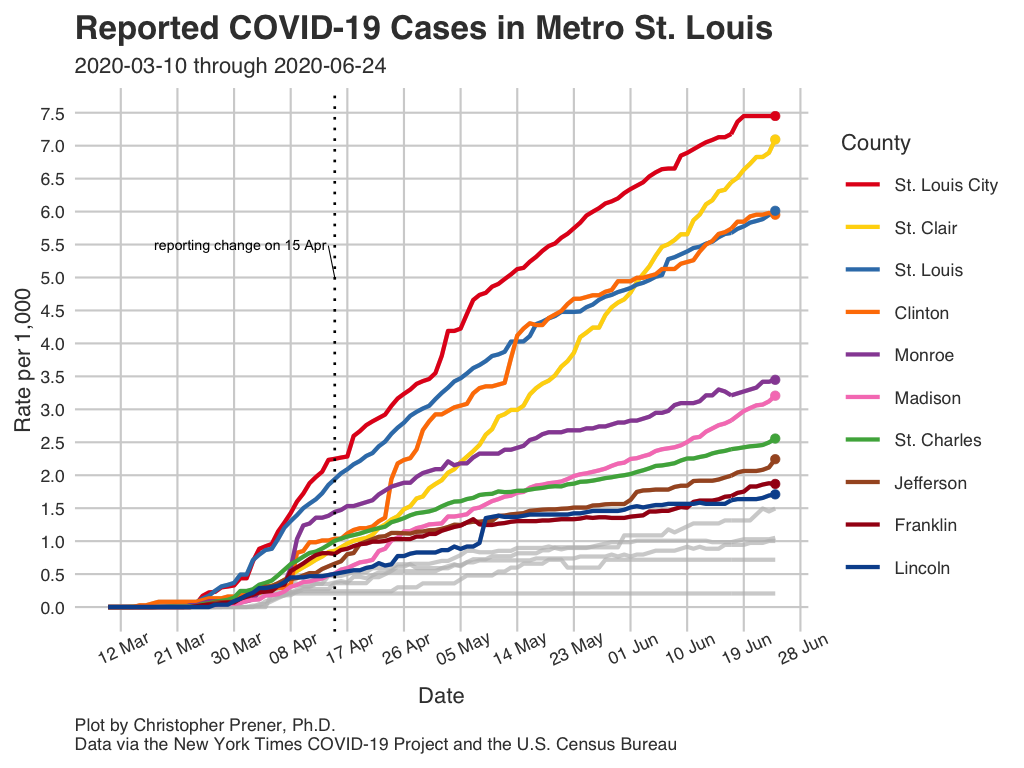 Reported COVID-19 Cases in Metro St. Louis
2020-03-10 through 2020-06-24
7.5
7.0
6.5
6.0
5.5
5.0
4.5
4.0
3.5
3.0
2.5
2.0
1.5
1.0
0.5
0.0
Rate per 1,000
reporting change on 15 Apr
12 Mar
21 Mar
30 Mar
08 Apr
17 Apr
26 Apr
05 May
14 May
23 May
01 Jun
10 Jun
19 Jun
28 Jun
Date
County
St. Louis City
St. Clair
St. Louis
Clinton
Monroe
Madison
St. Charles
Jefferson
Franklin
Lincoln
Plot by Christopher Prener, Ph.D.
Data via the New York Times COVID-19 Project and the U.S. Census Bureau